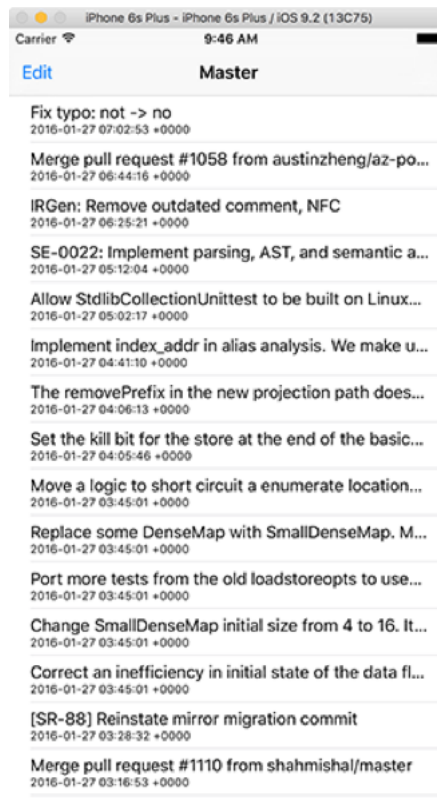 iPhone 6s Plus - iPhone 6s Plus / iOS 9.2 (13C75)
Carrier 9:46 AM
Edit Master
Fix typo: not -> no
2016-01-27 07:02:53 +0000
Merge pull request #1058 from austinzheng/az-po...
2016-01-27 06:44:16 +0000
IRGen: Remove outdated comment, NFC
2016-01-27 06:25:21 +0000
SE-0022: Implement parsing, AST, and semantic a...
2016-01-27 05:12:04 +0000
Allow StdlibCollectionUnittest to be built on Linux...
2016-01-27 05:02:17 +0000
Implement index_addr in alias analysis. We make u...
2016-01-27 04:41:10 +0000
The removePrefix in the new projection path does...
2016-01-27 04:06:13 +0000
Set the kill bit for the store at the end of the basic...
2016-01-27 04:05:46 +0000
Move a logic to short circuit a enumerate location...
2016-01-27 03:45:01 +0000
Replace some DenseMap with SmallDenseMap. M...
2016-01-27 03:45:01 +0000
Port more tests from the old loadstoreopts to use...
2016-01-27 03:45:01 +0000
Change SmallDenseMap initial size from 4 to 16. It...
2016-01-27 03:45:01 +0000
Correct an inefficiency in initial state of the data fl...
2016-01-27 03:45:01 +0000
[SR-88] Reinstate mirror migration commit
2016-01-27 03:28:32 +0000
Merge pull request #1110 from shahmishal/master
2016-01-27 03:16:53 +0000